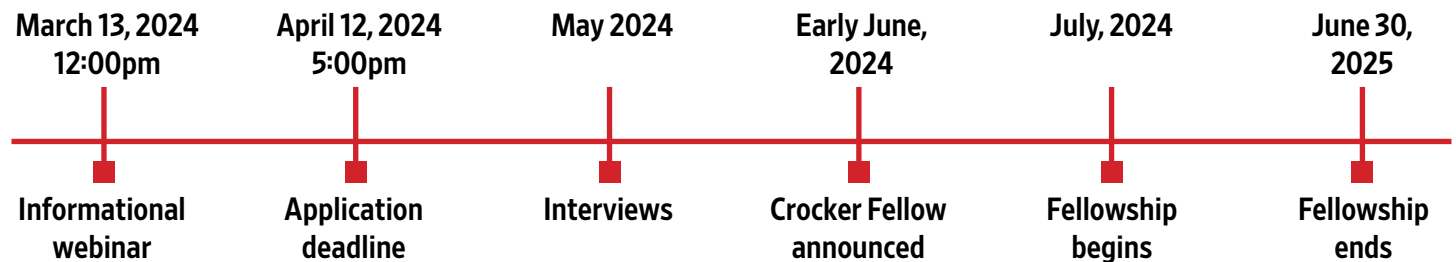 March 13, 2024
12:00pm
April 12, 2024
5:00pm
May 2024
Early June,
2024
July, 2024
June 30,
2025
Informational
webinar
Application
deadline
Interviews
Crocker Fellow
announced
Fellowship
begins
Fellowship
ends